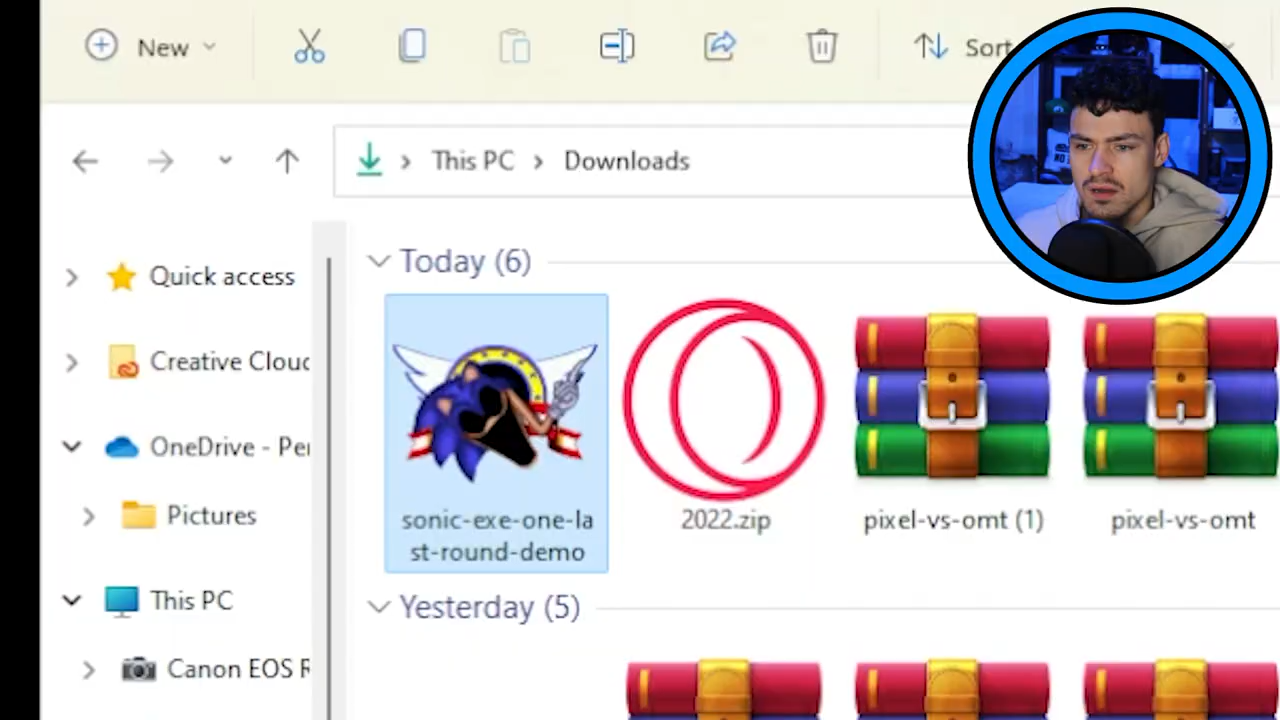 New
Sort
This PC
Downloads
Today (6)
Quick access
Creative Cloud
sonic-exe-one-la
st-round-demo
2022.zip
pixel-vs-omt (1)
pixel-vs-omt
OneDrive - Per
Pictures
Yesterday (5)
This PC
Canon EOS R